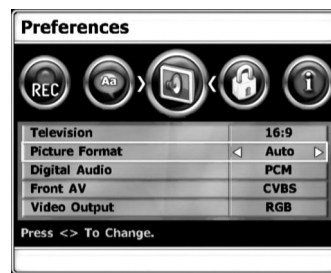 Preferences
REC Aa i
Television 16:9
Picture Format Auto
Digital Audio PCM
Front AV CVBS
Video Output RGB
Press <> To Change.